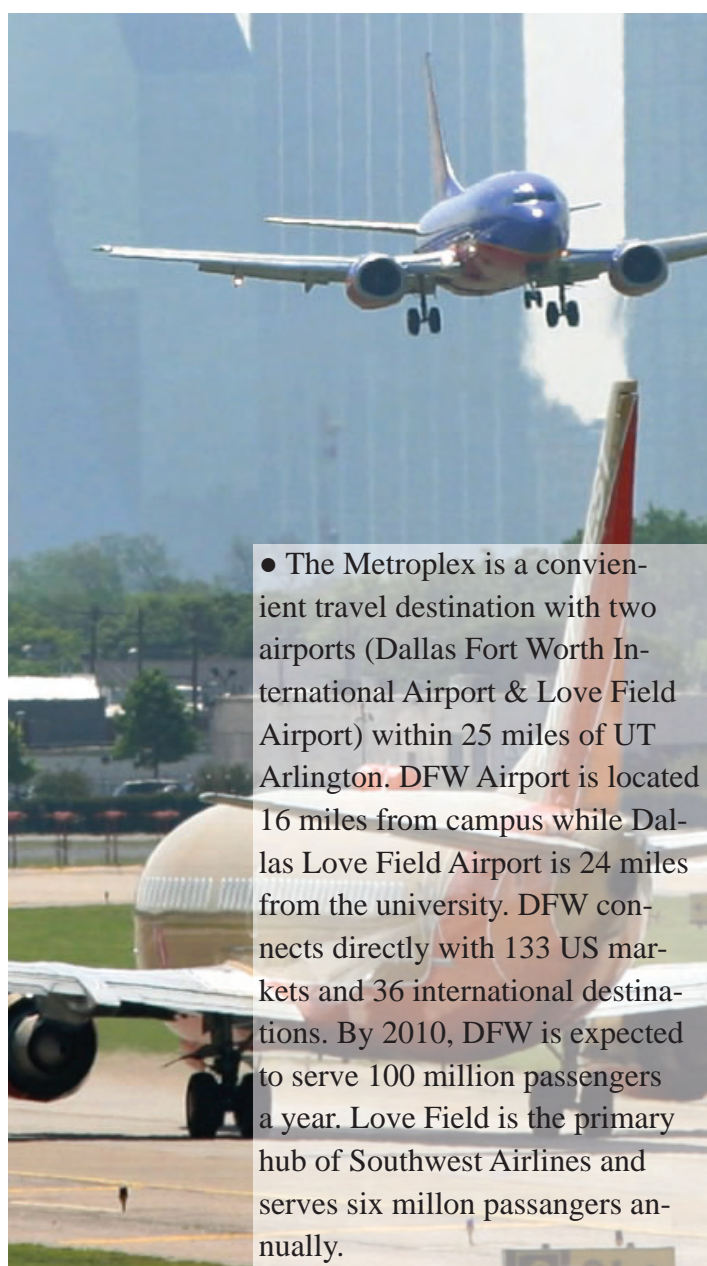 ● The Metroplex is a convien-
ient travel destination with two
airports (Dallas Fort Worth In-
ternational Airport & Love Field
Airport) within 25 miles of UT
Arlington. DFW Airport is located
16 miles from campus while Dal-
las Love Field Airport is 24 miles
from the university. DFW con-
nects directly with 133 US mar-
kets and 36 international destina-
tions. By 2010, DFW is expected
to serve 100 million passengers
a year. Love Field is the primary
hub of Southwest Airlines and
serves six millon passangers an-
nually.